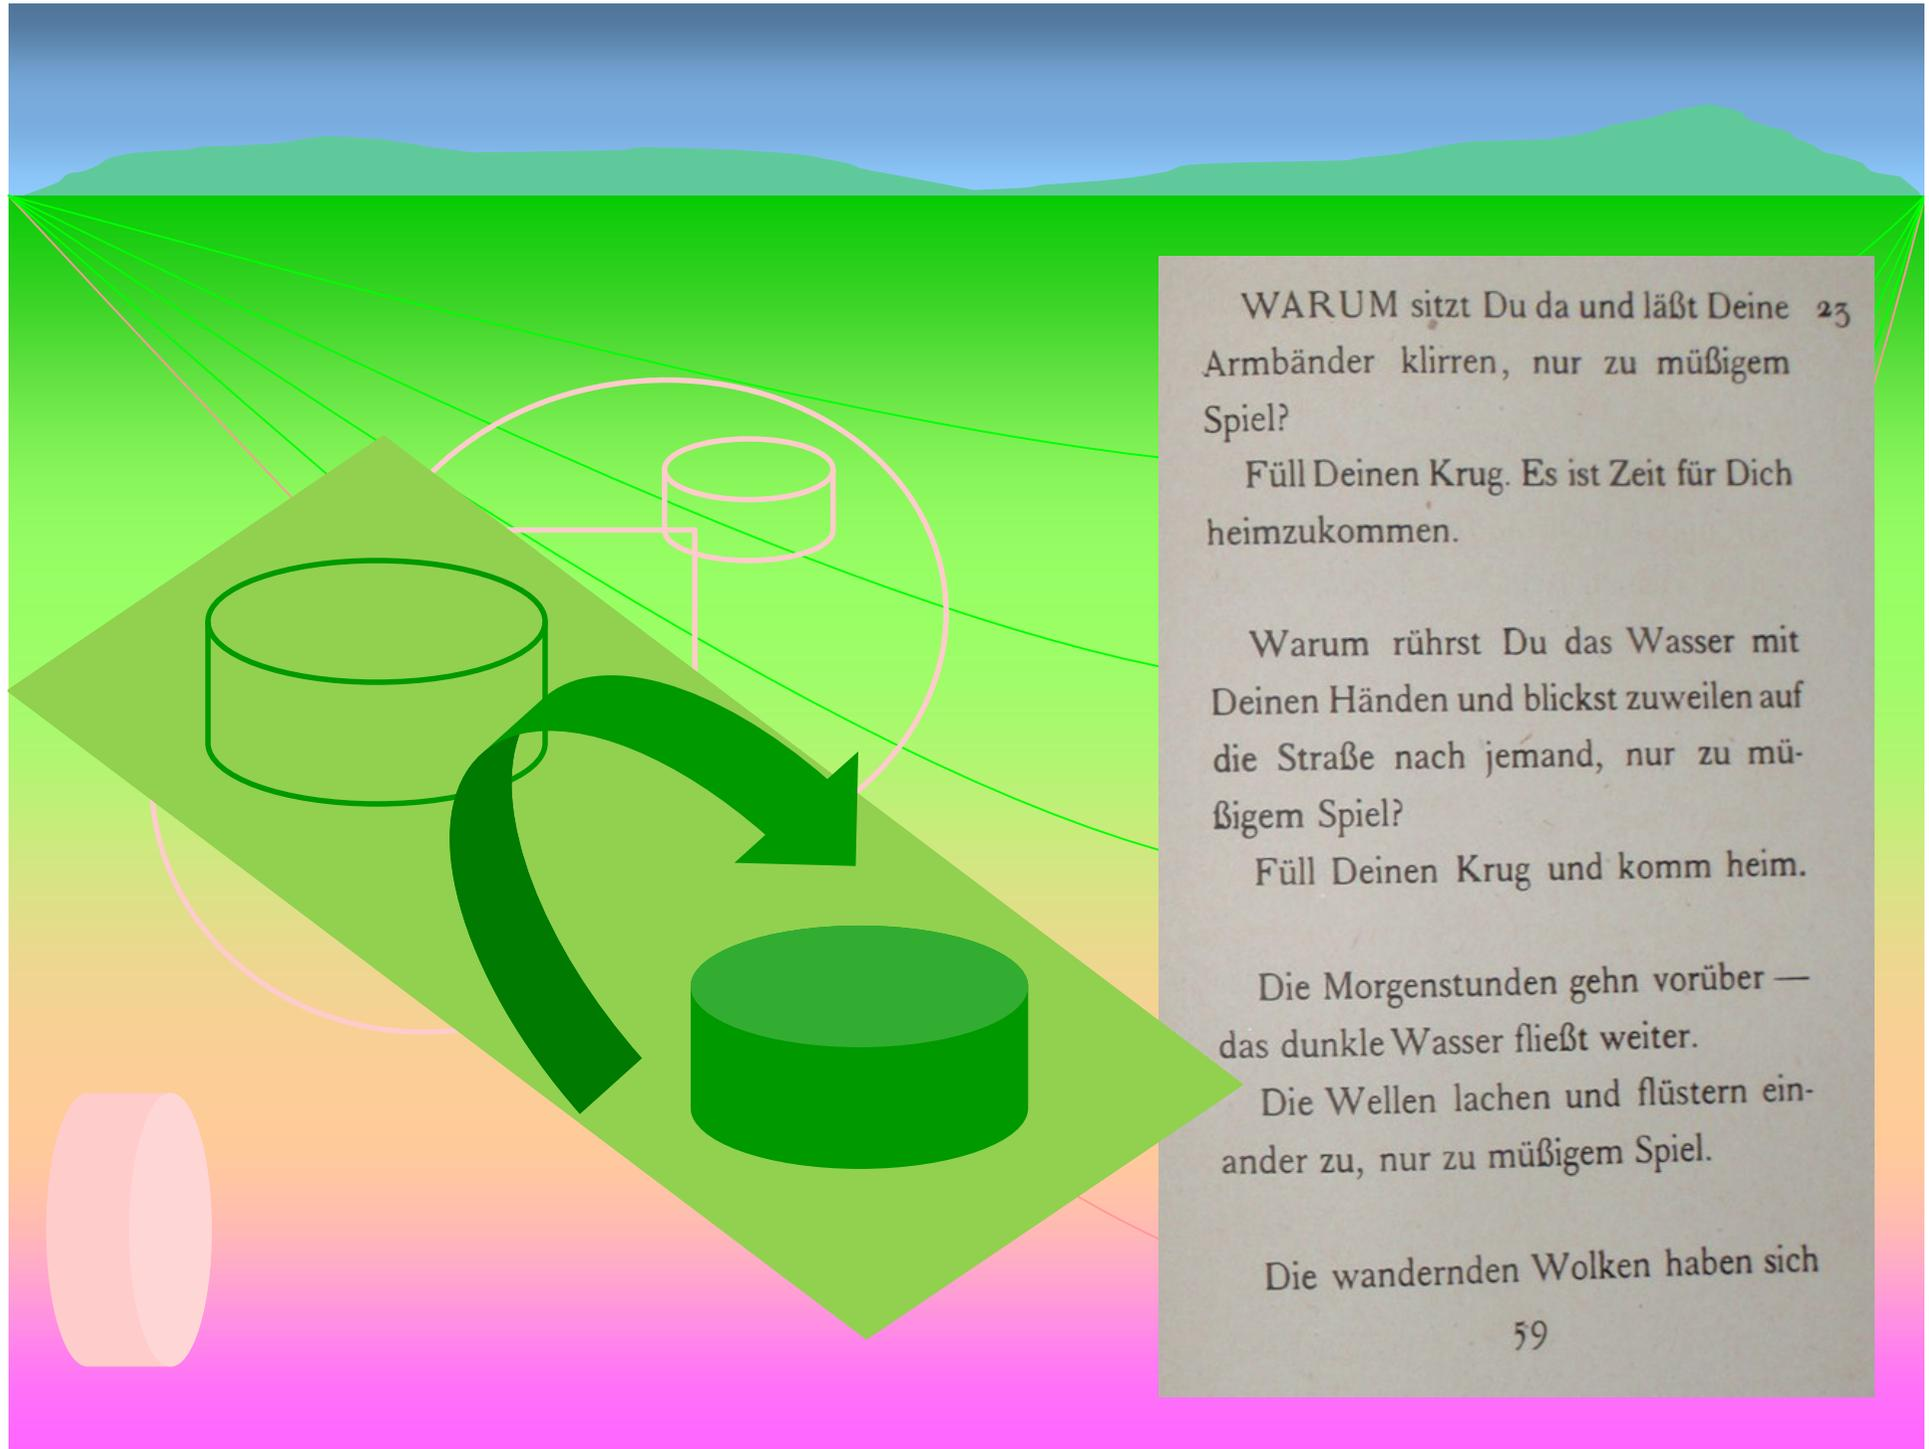 WARUM sitzt Du da und läßt Deine 23
Armbänder klirren, nur zu müßigem
Spiel?
Füll Deinen Krug. Es ist Zeit für Dich
heimzukommen.
Warum rührst Du das Wasser mit
Deinen Händen und blickst zuweilen auf
die Straße nach jemand, nur zu mü-
ßigem Spiel?
Füll Deinen Krug und komm heim.
Die Morgenstunden gehn vorüber —
das dunkle Wasser fließt weiter.
Die Wellen lachen und flüstern ein-
ander zu, nur zu müßigem Spiel.
Die wandernden Wolken haben sich
59